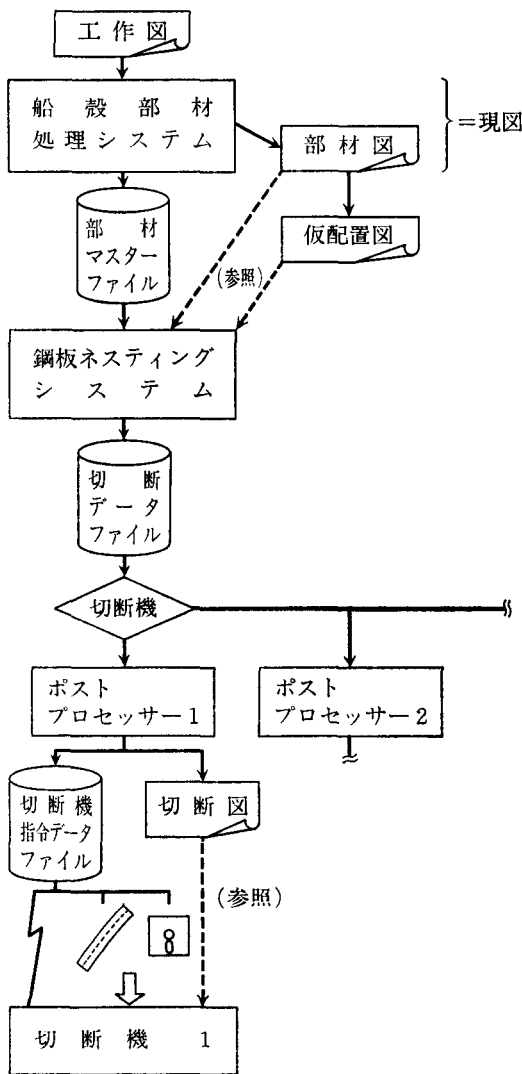 工作図
船殻部材
処理システム
部材図
=現図
仮配置図
部材
マスター
ファイル
(参照)
鋼板ネスティング
システム
切断
データ
ファイル
切断機
ポスト
プロセッサー1
ポスト
プロセッサー2
切断機
指令データ
ファイル
切断図
(参照)
切断機 1